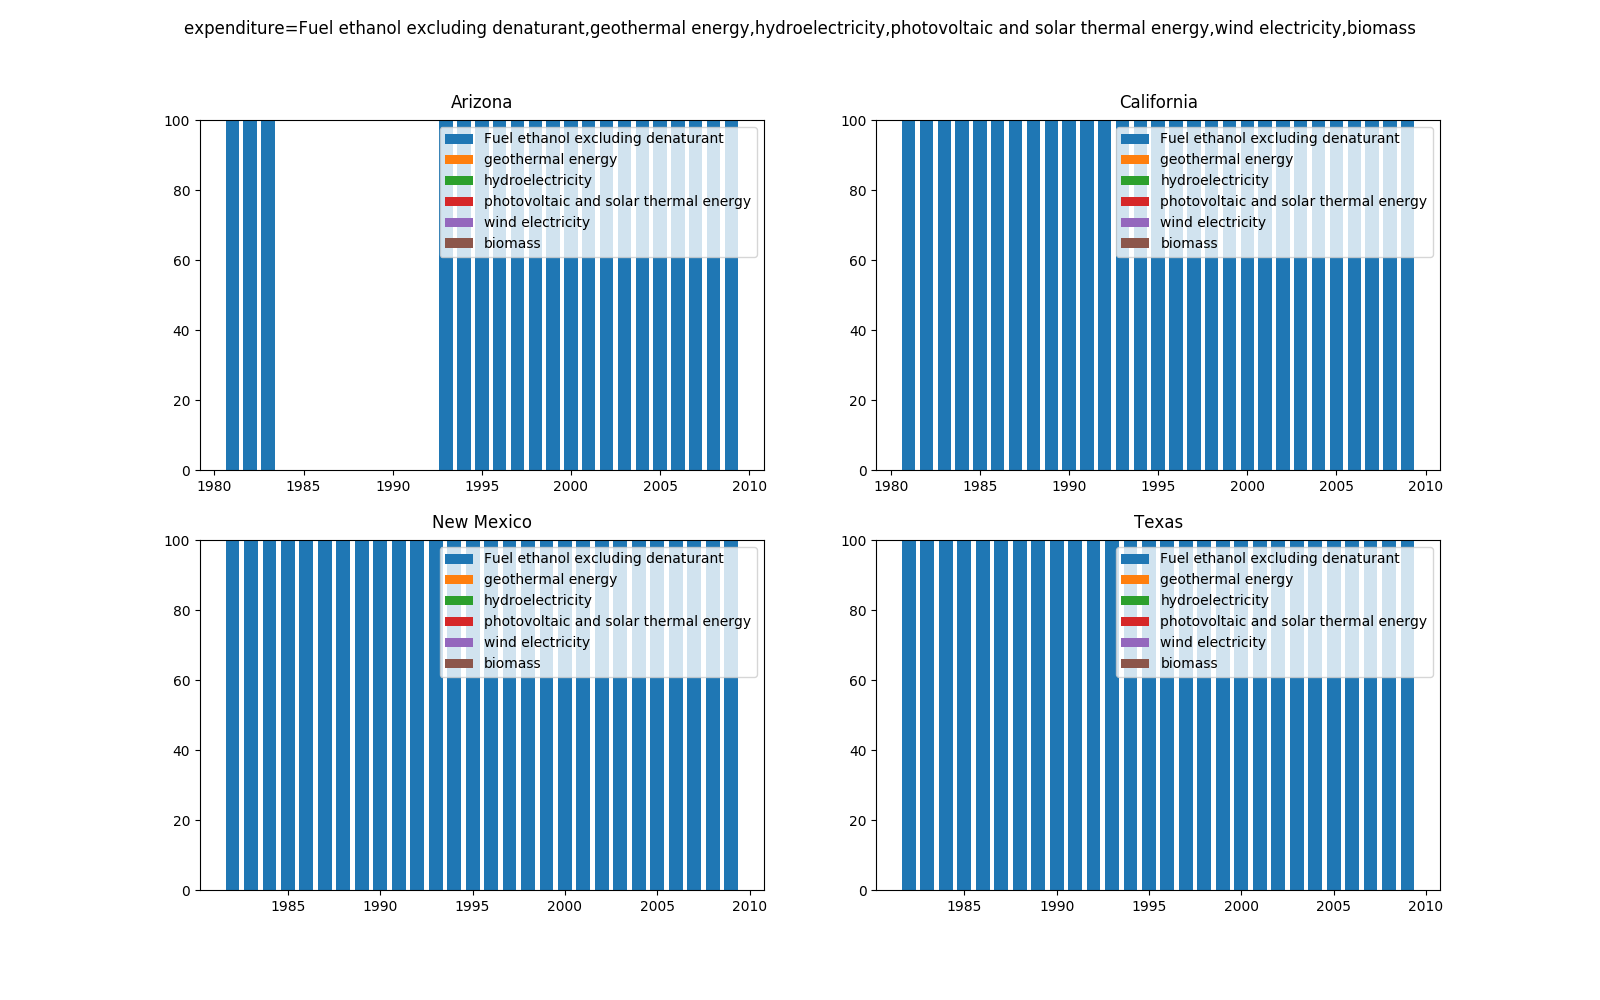 expenditure=Fuel ethanol excluding denaturant,geothermal energy,hydroelectricity,photovoltaic and solar thermal energy,wind electricity,biomass
Arizona
100
80
60
40
20
0
1980 1985 1990 1995 2000 2005 2010
Fuel ethanol excluding denaturant
geothermal energy
hydroelectricity
photovoltaic and solar thermal energy
wind electricity
biomass
California
100
80
60
40
20
0
1980 1985 1990 1995 2000 2005 2010
Fuel ethanol excluding denaturant
geothermal energy
hydroelectricity
photovoltaic and solar thermal energy
wind electricity
biomass
New Mexico
100
80
60
40
20
0
1985 1990 1995 2000 2005 2010
Fuel ethanol excluding denaturant
geothermal energy
hydroelectricity
photovoltaic and solar thermal energy
wind electricity
biomass
Texas
100
80
60
40
20
0
1985 1990 1995 2000 2005 2010
Fuel ethanol excluding denaturant
geothermal energy
hydroelectricity
photovoltaic and solar thermal energy
wind electricity
biomass